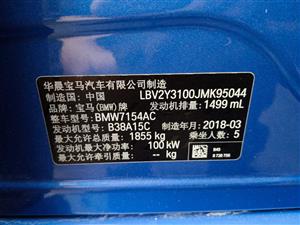 华晨宝马汽车有限公司制造
制造国: 中国 LBV2Y3100JMK95044
品牌: 宝马(BMW)牌 发动机排量: 1499 mL
整车型号: BMW7154AC
发动机型号: B38A15C 制造年月: 2018-03
最大允许总质量: 1855 kg 乘坐人数: 5
发动机最大净功率: 100 kW
最大允许牵引质量: -- kg